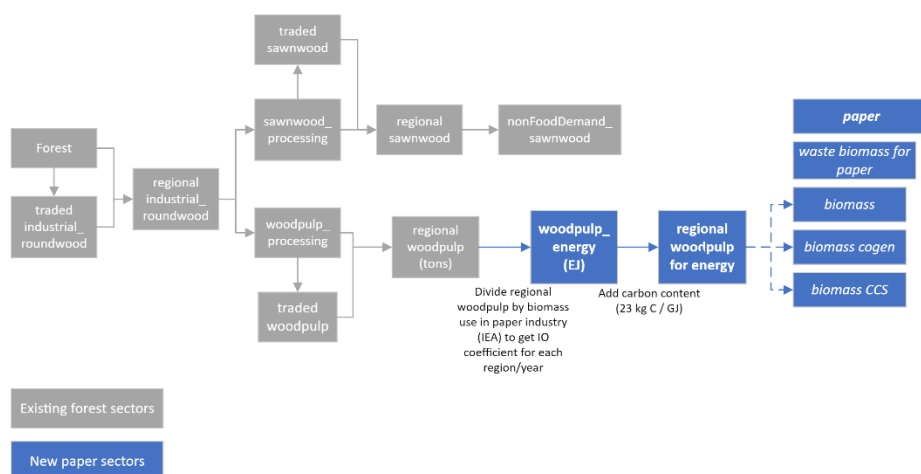 traded
sawnwood
sawnwood_
processing
regional
sawnwood
nonFoodDemand_
sawnwood
Forest
traded
industrial_
roundwood
regional
industrial_
roundwood
woodpulp_
processing
traded
woodpulp
regional
woodpulp
(tons)
woodpulp_
energy
(EJ)
regional
woodpulp
for energy
paper
waste biomass for
paper
biomass
biomass cogen
biomass CCS
Divide regional
woodpulp by biomass
use in paper industry
(IEA) to get IO
coefficient for each
region/year
Add carbon content
(23 kg C / GJ)
Existing forest sectors
New paper sectors